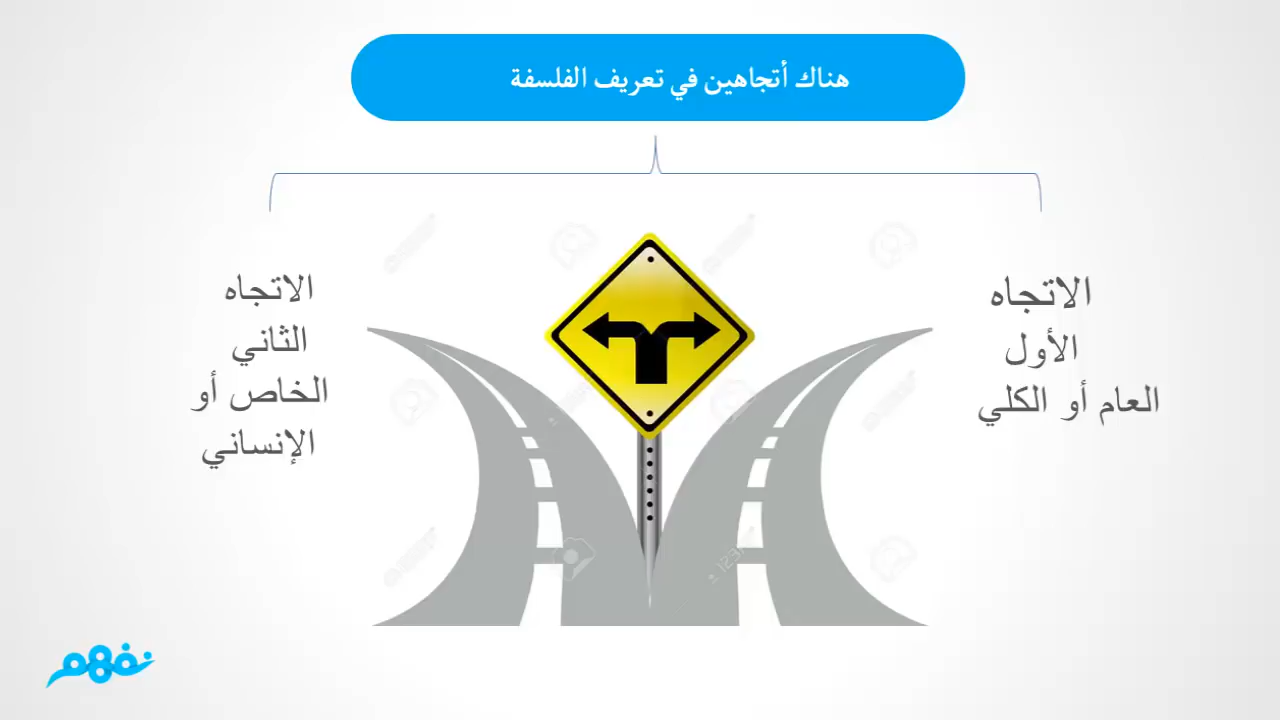 هناك أتجاهين في تعريف الفلسفة
الاتجاه
الأول
العام أو الكلي
الاتجاه
الثاني
الخاص أو
الإنساني
نفهم